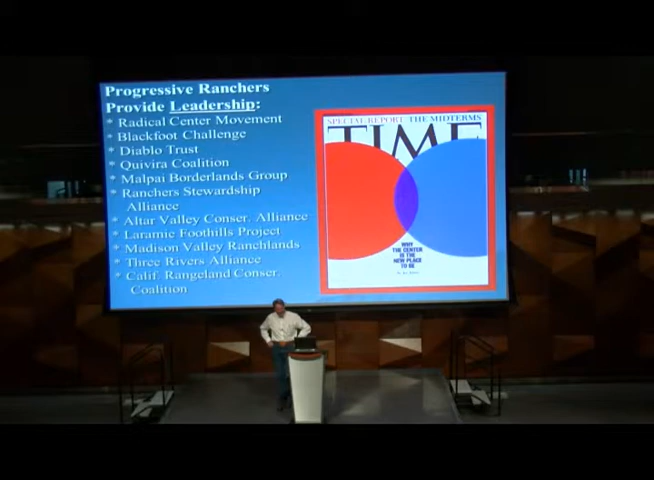 Progressive Ranchers
Provide Leadership:
* Radical Center Movement
* Blackfoot Challenge
* Diablo Trust
* Quivira Coalition
* Malpai Borderlands Group
* Ranchers Stewardship
Alliance
* Altar Valley Conser. Alliance
* Laramie Foothills Project
* Madison Valley Ranchlands
* Three Rivers Alliance
* Calif. Rangeland Conser.
Coalition
SPECIAL REPORT: THE MIDTERMS
TIME
WHY
THE CENTER
IS THE
NEW PLACE
TO BE